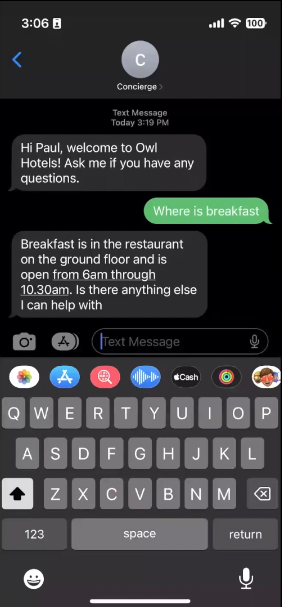 3:06
100
C
Concierge
Text Message
Today 3:19 PM
Hi Paul, welcome to Owl
Hotels! Ask me if you have any
questions.
Where is breakfast
Breakfast is in the restaurant
on the ground floor and is
open from 6am through
10.30am. Is there anything else
I can help with
Text Message
Cash
Q W E R T Y U I O P
A S D F G H J K L
Z X C V B N M
123 space return